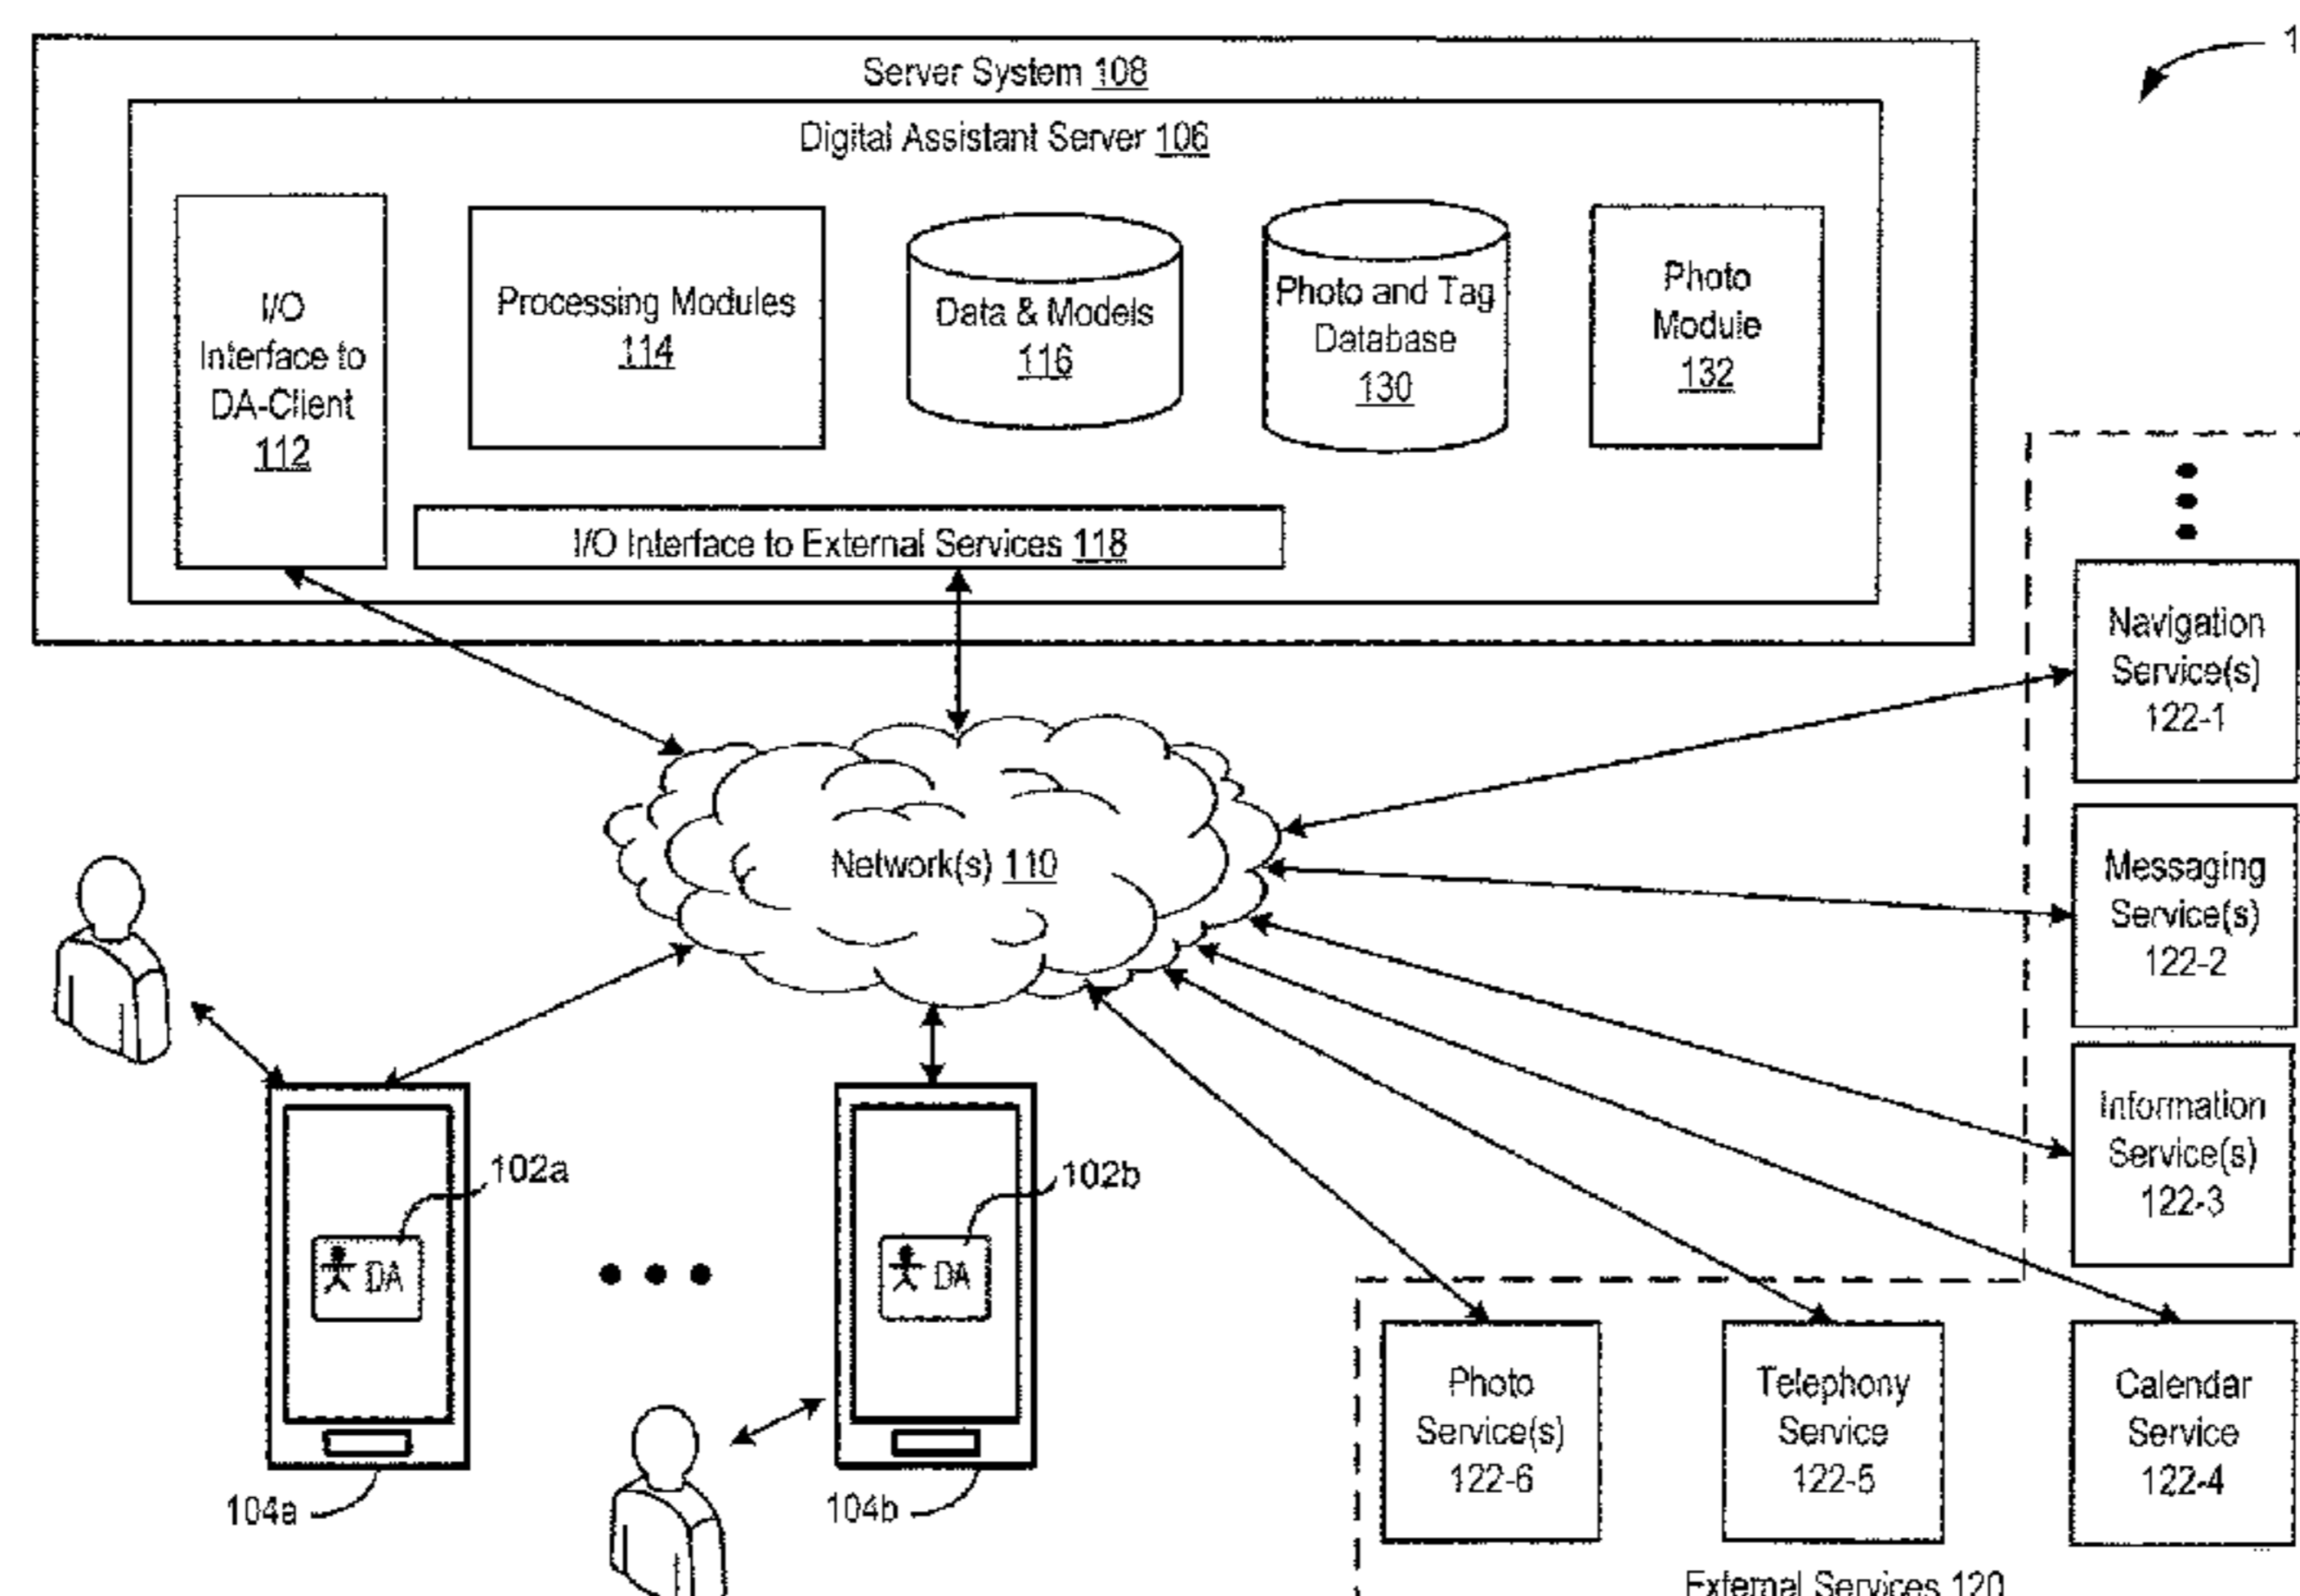 1
Server System 108
Digital Assistant Server 106
I/O
Interface to
DA-Client
112
Processing Modules
114
Data & Models
116
Photo and Tag
Database
130
Photo
Module
132
I/O Interface to External Services 118
Navigation
Service(s)
122-1
Network(s) 110
Messaging
Service(s)
122-2
Information
Service(s)
122-3
102a
102b
DA
DA
104a
104b
Photo
Service(s)
122-6
Telephony
Service
122-5
Calendar
Service
122-4
External Services 120